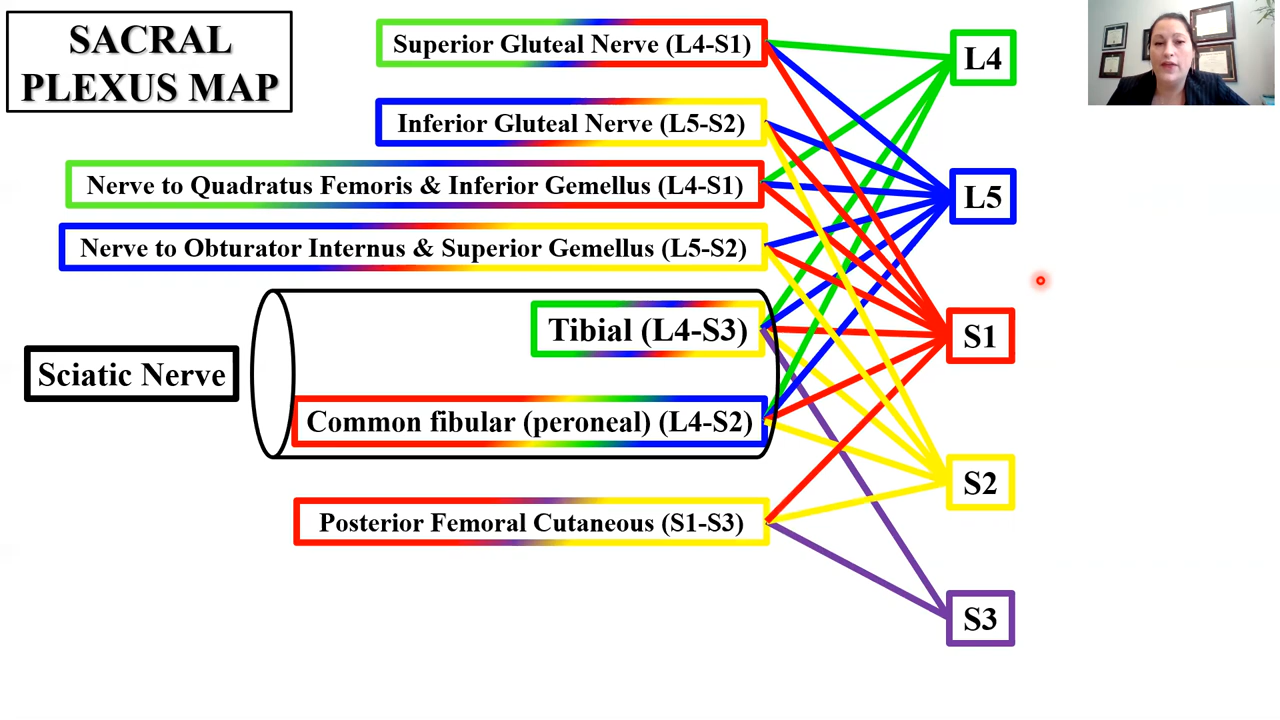 SACRAL
PLEXUS MAP
Superior Gluteal Nerve (L4-S1)
Inferior Gluteal Nerve (L5-S2)
Nerve to Quadratus Femoris & Inferior Gemellus (L4-S1)
Nerve to Obturator Internus & Superior Gemellus (L5-S2)
Sciatic Nerve
Tibial (L4-S3)
Common fibular (peroneal) (L4-S2)
Posterior Femoral Cutaneous (S1-S3)
L4
L5
S1
S2
S3